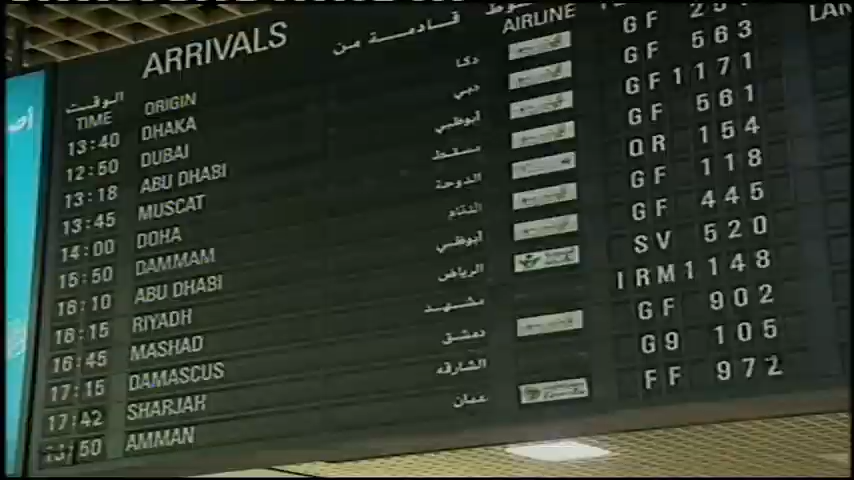 ARRIVALS قادمة من AIRLINE LAN
الوقت
TIME ORIGIN
13:40 DHAKA دكا GF
12:50 DUBAI دبي GF 563
13:18 ABU DHABI أبوظبي GF1171
13:45 MUSCAT مسقط GF 561
14:00 DOHA الدوحة QR 154
15:50 DAMMAM الدمام GF 118
16:10 ABU DHABI أبوظبي GF 445
16:15 RIYADH الرياض SV 520
16:45 MASHAD مشهد IRM1148
17:15 DAMASCUS دمشق GF 902
17:42 SHARJAH الشارقه G9 105
AMMAN عمان FF 972